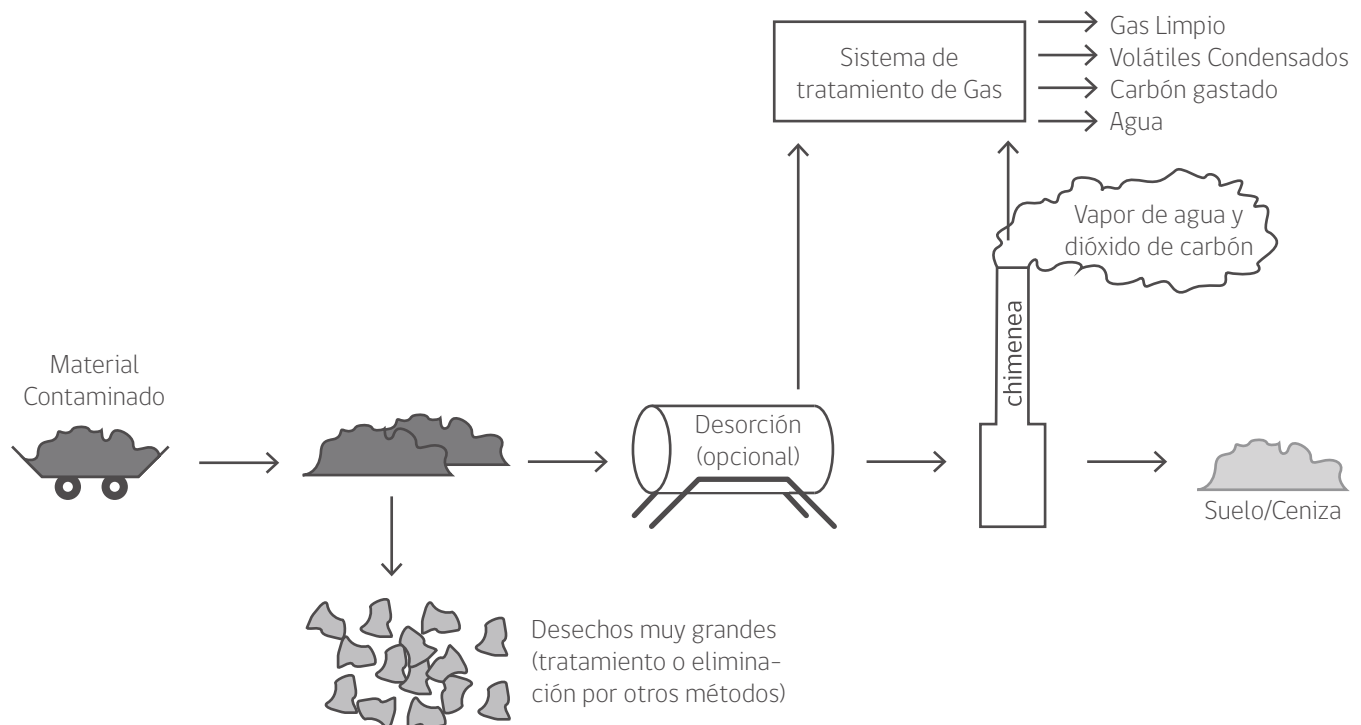 Sistema de
tratamiento de Gas
Gas Limpio
Volátiles Condensados
Carbón gastado
Agua
Vapor de agua y
dióxido de carbón
chimenea
Material
Contaminado
Desorción
(opcional)
Suelo/Ceniza
Desechos muy grandes
(tratamiento o elimina-
ción por otros métodos)